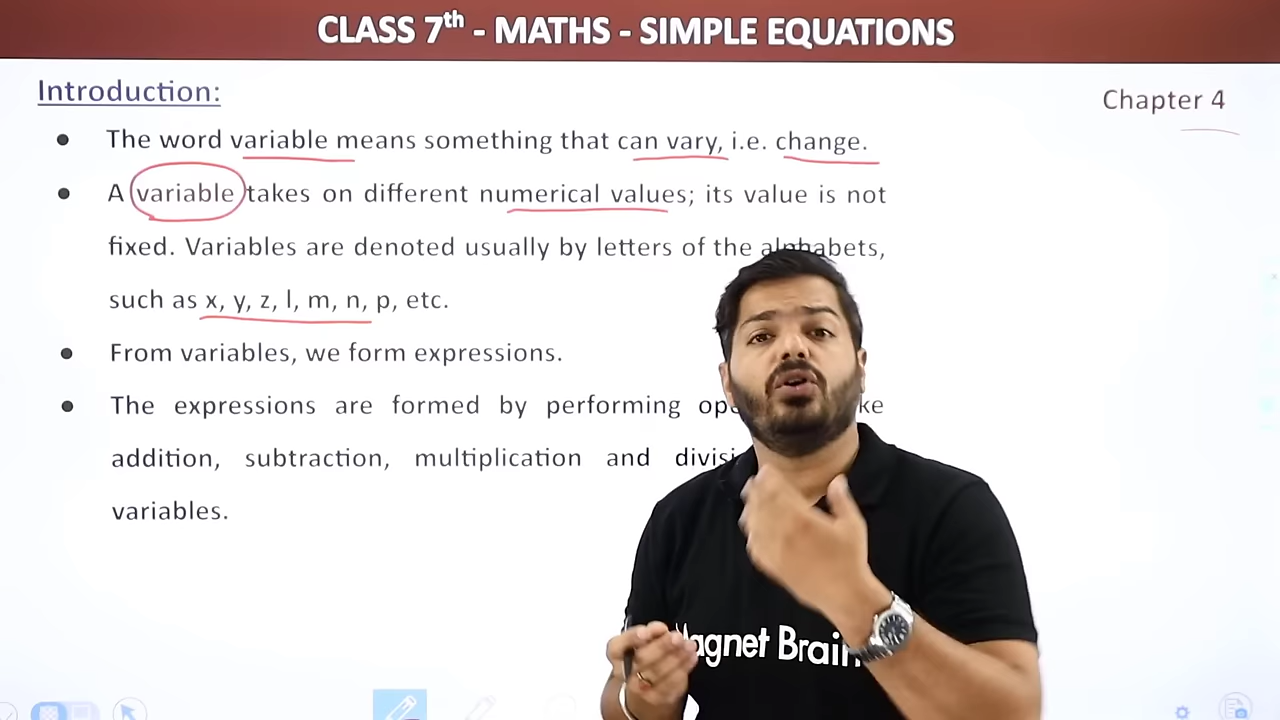 CLASS 7th - MATHS - SIMPLE EQUATIONS
Introduction:
Chapter 4
• The word variable means something that can vary, i.e. change.
• A variable takes on different numerical values; its value is not
fixed. Variables are denoted usually by letters of the alphabets,
such as x, y, z, l, m, n, p, etc.
• From variables, we form expressions.
• The expressions are formed by performing
addition, subtraction, multiplication and
variables.
Magnet Brain